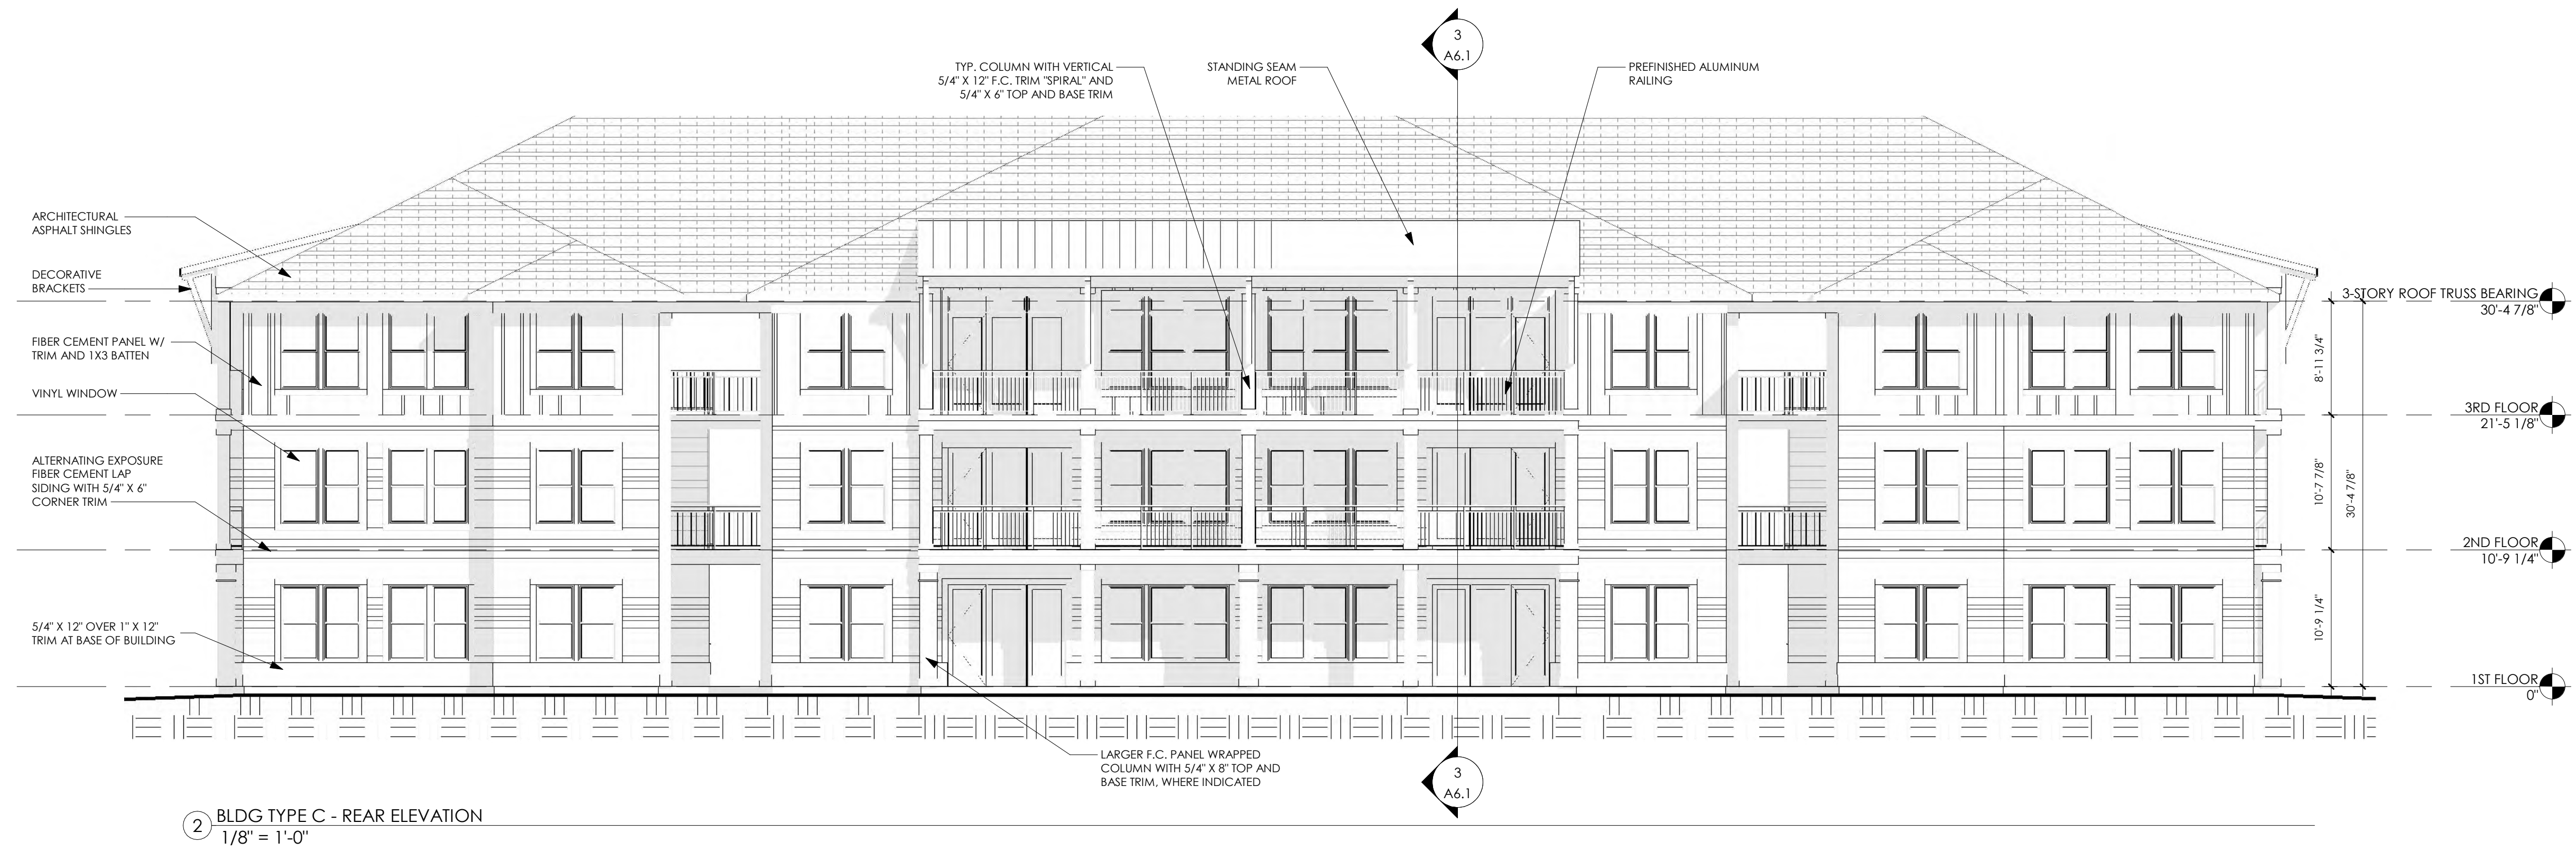 3
A6.1
TYP. COLUMN WITH VERTICAL
5/4" X 12" F.C. TRIM "SPIRAL" AND
5/4" X 6" TOP AND BASE TRIM
STANDING SEAM
METAL ROOF
PREFINISHED ALUMINUM
RAILING
ARCHITECTURAL
ASPHALT SHINGLES
DECORATIVE
BRACKETS
FIBER CEMENT PANEL W/
TRIM AND 1X3 BATTEN
VINYL WINDOW
ALTERNATING EXPOSURE
FIBER CEMENT LAP
SIDING WITH 5/4" X 6"
CORNER TRIM
5/4" X 12" OVER 1" X 12"
TRIM AT BASE OF BUILDING
3-STORY ROOF TRUSS BEARING
30'-4 7/8"
8'-11 3/4"
3RD FLOOR
21'-5 1/8"
10'-7 7/8"
30'-4 7/8"
2ND FLOOR
10'-9 1/4"
10'-9 1/4"
1ST FLOOR
0"
LARGER F.C. PANEL WRAPPED
COLUMN WITH 5/4" X 8" TOP AND
BASE TRIM, WHERE INDICATED
3
A6.1
2
BLDG TYPE C - REAR ELEVATION
1/8" = 1'-0"